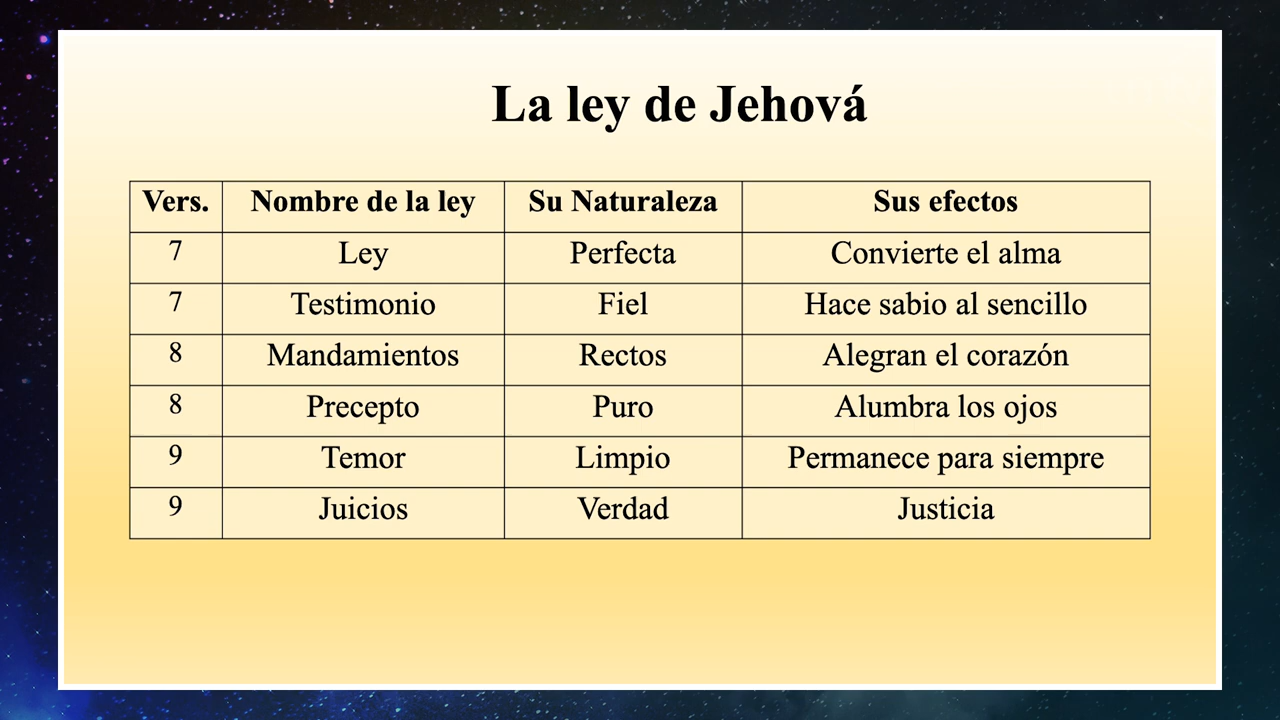 La ley de Jehová
Vers. Nombre de la ley Su Naturaleza Sus efectos
7 Ley Perfecta Convierte el alma
7 Testimonio Fiel Hace sabio al sencillo
8 Mandamientos Rectos Alegran el corazón
8 Precepto Puro Alumbra los ojos
9 Temor Limpio Permanece para siempre
9 Juicios Verdad Justicia